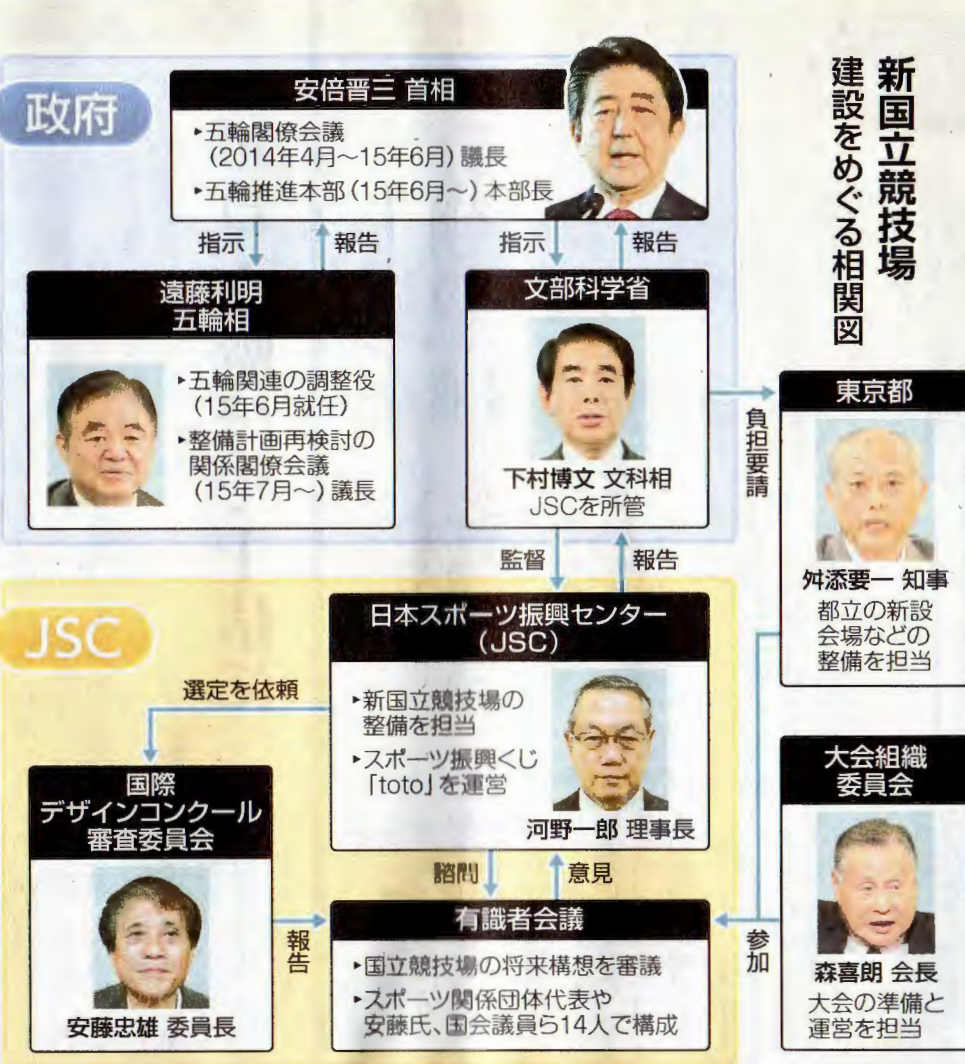 新国立競技場
建設をめぐる相関図
政府
安倍晋三 首相
▸五輪閣僚会議
(2014年4月〜15年6月)議長
▸五輪推進本部(15年6月〜)本部長
指示
報告
指示
報告
遠藤利明
五輪相
▸五輪関連の調整役
(15年6月就任)
▸整備計画再検討の
関係閣僚会議
(15年7月〜)議長
文部科学省
下村博文 文科相
JSCを所管
負担要請
東京都
舛添要一 知事
都立の新設
会場などの
整備を担当
監督
報告
JSC
日本スポーツ振興センター
(JSC)
▸新国立競技場の
整備を担当
▸スポーツ振興くじ
「toto」を運営
河野一郎 理事長
選定を依頼
国際
デザインコンクール
審査委員会
安藤忠雄 委員長
報告
諮問
意見
有識者会議
▸国立競技場の将来構想を審議
▸スポーツ関係団体代表や
安藤氏、国会議員ら14人で構成
参加
大会組織
委員会
森喜朗 会長
大会の準備と
運営を担当